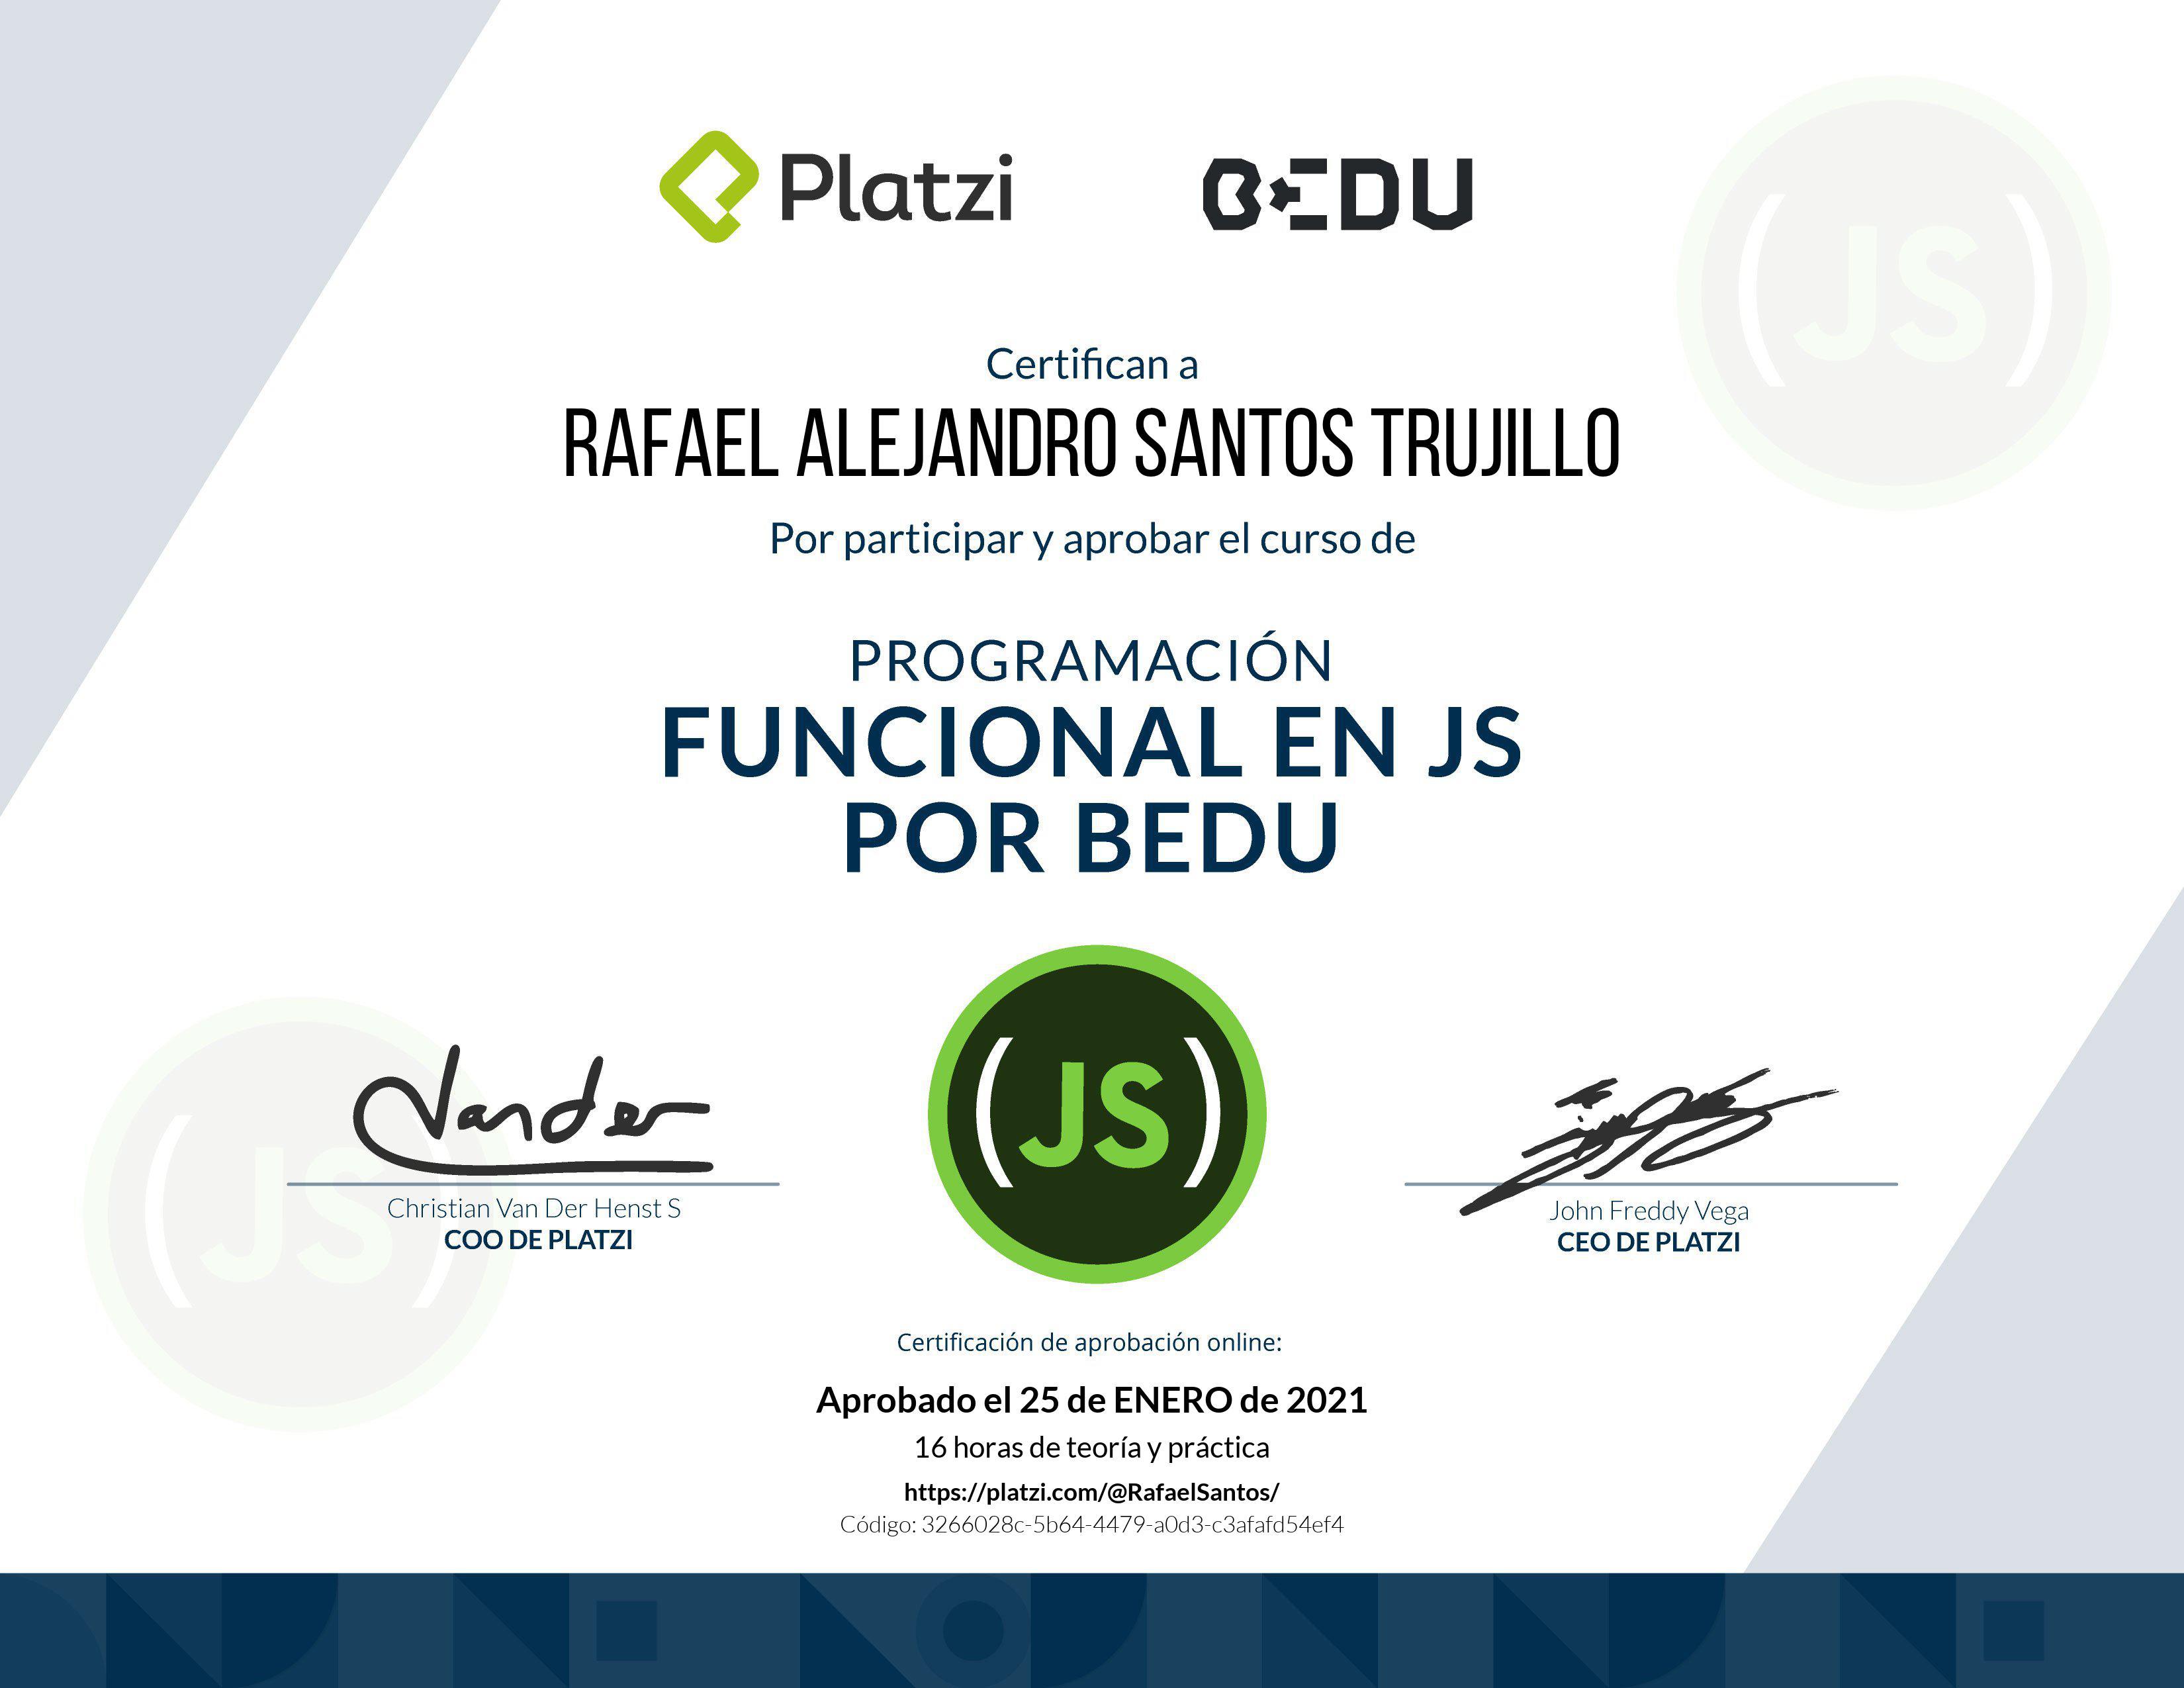 Platzi BEDU
(JS)
Certifican a
RAFAEL ALEJANDRO SANTOS TRUJILLO
Por participar y aprobar el curso de
PROGRAMACIÓN
FUNCIONAL EN JS
POR BEDU
Vander
(JS)
(JS)
Christian Van Der Henst S
COO DE PLATZI
John Freddy Vega
CEO DE PLATZI
Certificación de aprobación online:
Aprobado el 25 de ENERO de 2021
16 horas de teoría y práctica
https://platzi.com/@RafaelSantos/
Código: 3266028c-5b64-4479-a0d3-c3afafd54ef4